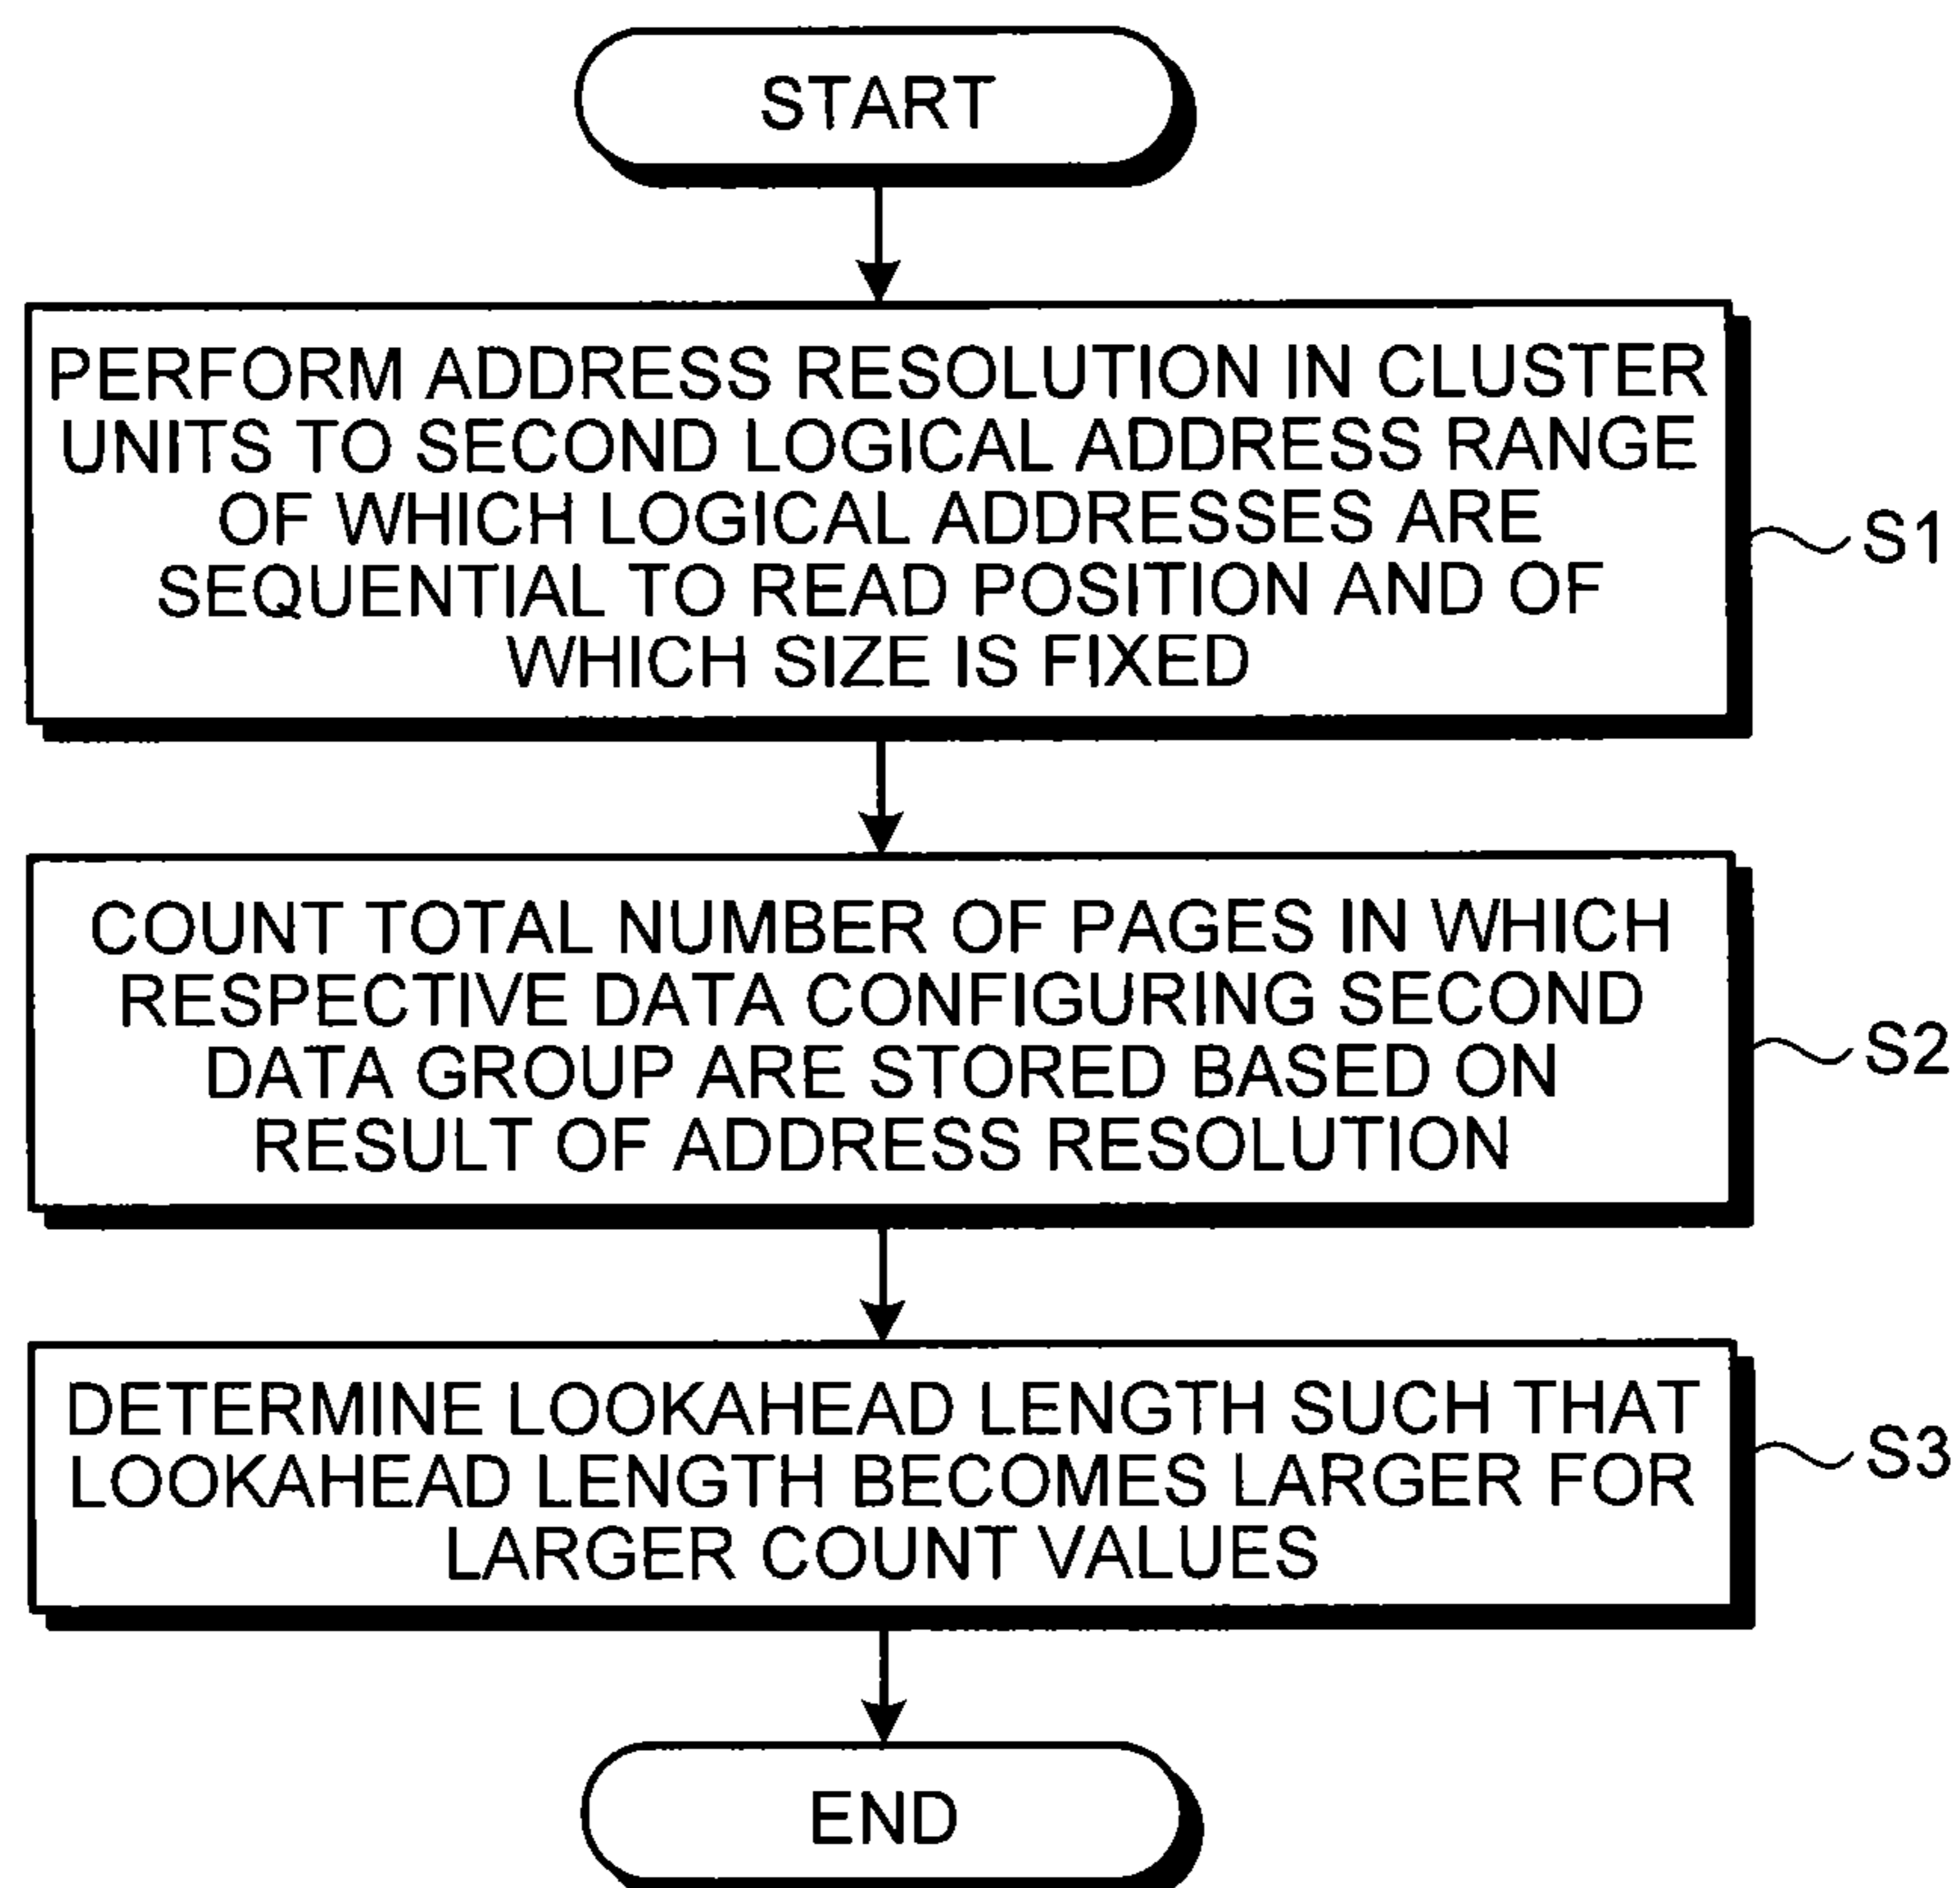 START
PERFORM ADDRESS RESOLUTION IN CLUSTER
UNITS TO SECOND LOGICAL ADDRESS RANGE
OF WHICH LOGICAL ADDRESSES ARE
SEQUENTIAL TO READ POSITION AND OF
WHICH SIZE IS FIXED
S1
COUNT TOTAL NUMBER OF PAGES IN WHICH
RESPECTIVE DATA CONFIGURING SECOND
DATA GROUP ARE STORED BASED ON
RESULT OF ADDRESS RESOLUTION
S2
DETERMINE LOOKAHEAD LENGTH SUCH THAT
LOOKAHEAD LENGTH BECOMES LARGER FOR
LARGER COUNT VALUES
S3
END